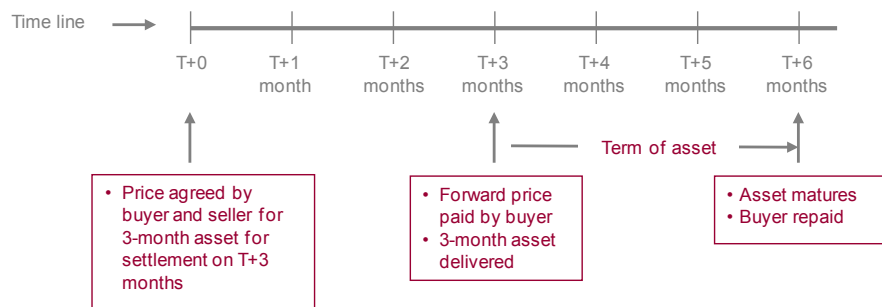 Time line
T+0
T+1
month
T+2
months
T+3
months
T+4
months
T+5
months
T+6
months
Term of asset
• Price agreed by
buyer and seller for
3-month asset for
settlement on T+3
months
• Forward price
paid by buyer
• 3-month asset
delivered
• Asset matures
• Buyer repaid